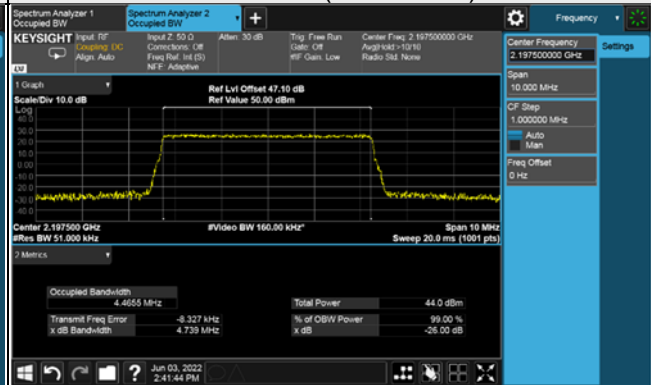 Spectrum Analyzer 1
Occupied BW
Spectrum Analyzer 2
Occupied BW
+
Frequency
KEYSIGHT
Input: RF
Coupling: DC
Align: Auto
Input Z: 50 Ω
Corrections: Off
Freq Ref: Int (S)
NFE: Adaptive
Atten: 30 dB
Trig: Free Run
Gate: Off
#IF Gain: Low
Center Freq: 2.197500000 GHz
Avg|Hold:>10/10
Radio Std: None
LXI
1 Graph
Scale/Div 10.0 dB
Ref Lvl Offset 47.10 dB
Ref Value 50.00 dBm
Log
40.0
30.0
20.0
10.0
0.00
-10.0
-20.0
-30.0
-40.0
Center 2.197500 GHz
#Res BW 51.000 kHz
#Video BW 160.00 kHz*
Span 10 MHz
Sweep 20.0 ms (1001 pts)
2 Metrics
Occupied Bandwidth
4.4655 MHz
Total Power 44.0 dBm
Transmit Freq Error -8.327 kHz
% of OBW Power 99.00 %
x dB Bandwidth 4.739 MHz
x dB -26.00 dB
Center Frequency
2.197500000 GHz
Settings
Span
10.000 MHz
CF Step
1.000000 MHz
Auto
Man
Freq Offset
0 Hz
?
Jun 03, 2022
2:41:44 PM